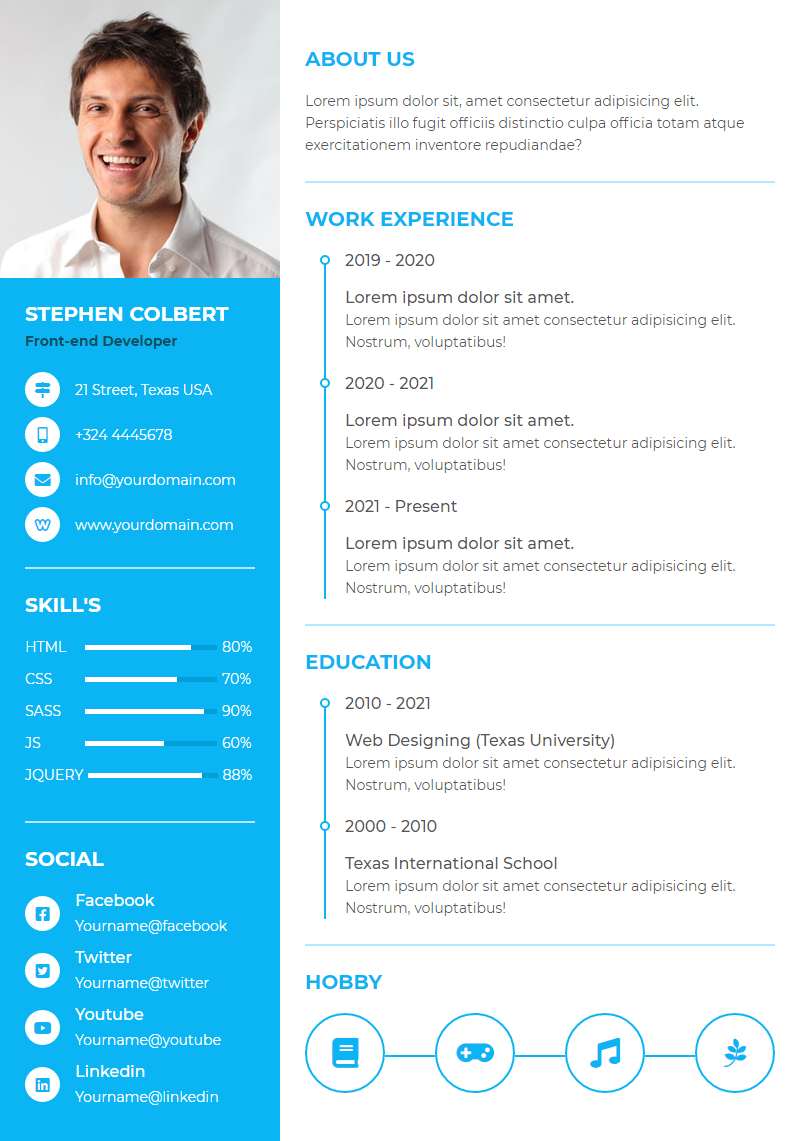 STEPHEN COLBERT
Front-end Developer
21 Street, Texas USA
+324 4445678
info@yourdomain.com
www.yourdomain.com
SKILL'S
HTML 80%
CSS 70%
SASS 90%
JS 60%
JQUERY 88%
SOCIAL
Facebook
Yourname@facebook
Twitter
Yourname@twitter
Youtube
Yourname@youtube
Linkedin
Yourname@linkedin
ABOUT US
Lorem ipsum dolor sit, amet consectetur adipisicing elit.
Perspiciatis illo fugit officiis distinctio culpa officia totam atque
exercitationem inventore repudiandae?
WORK EXPERIENCE
2019 - 2020
Lorem ipsum dolor sit amet.
Lorem ipsum dolor sit amet consectetur adipisicing elit.
Nostrum, voluptatibus!
2020 - 2021
Lorem ipsum dolor sit amet.
Lorem ipsum dolor sit amet consectetur adipisicing elit.
Nostrum, voluptatibus!
2021 - Present
Lorem ipsum dolor sit amet.
Lorem ipsum dolor sit amet consectetur adipisicing elit.
Nostrum, voluptatibus!
EDUCATION
2010 - 2021
Web Designing (Texas University)
Lorem ipsum dolor sit amet consectetur adipisicing elit.
Nostrum, voluptatibus!
2000 - 2010
Texas International School
Lorem ipsum dolor sit amet consectetur adipisicing elit.
Nostrum, voluptatibus!
HOBBY